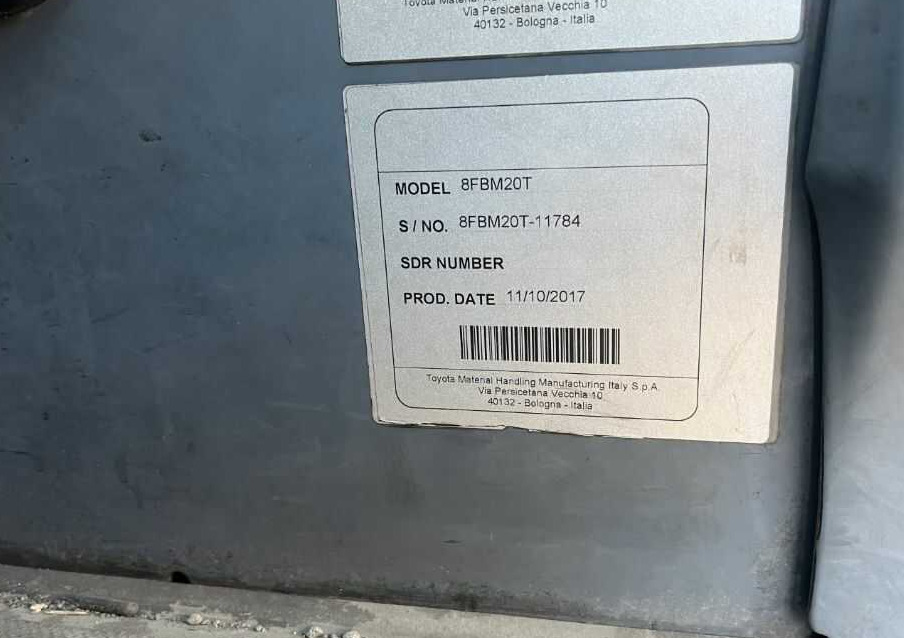 Via Persicetana Vecchia 10
40132 - Bologna - Italia
MODEL 8FBM20T
S / NO. 8FBM20T-11784
SDR NUMBER
PROD. DATE 11/10/2017
Toyota Material Handling Manufacturing Italy S.p.A.
Via Persicetana Vecchia 10
40132 - Bologna - Italia